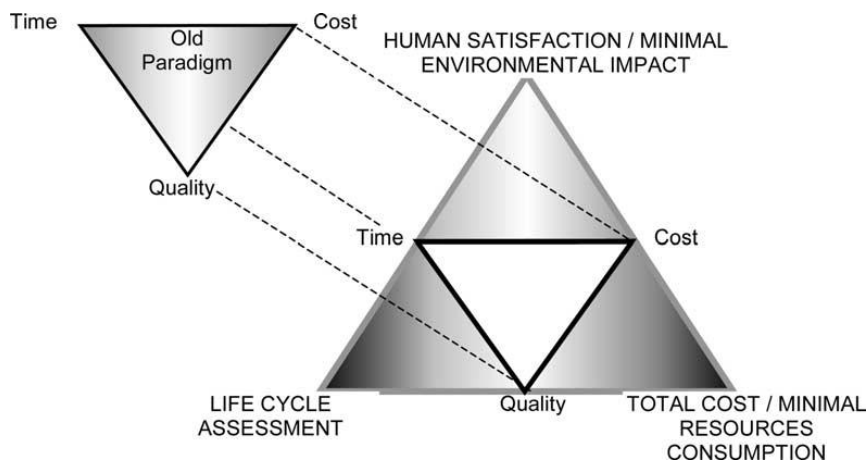 Time
Cost
Old
Paradigm
Quality
HUMAN SATISFACTION / MINIMAL
ENVIRONMENTAL IMPACT
Time
Cost
Quality
LIFE CYCLE
ASSESSMENT
TOTAL COST / MINIMAL
RESOURCES
CONSUMPTION